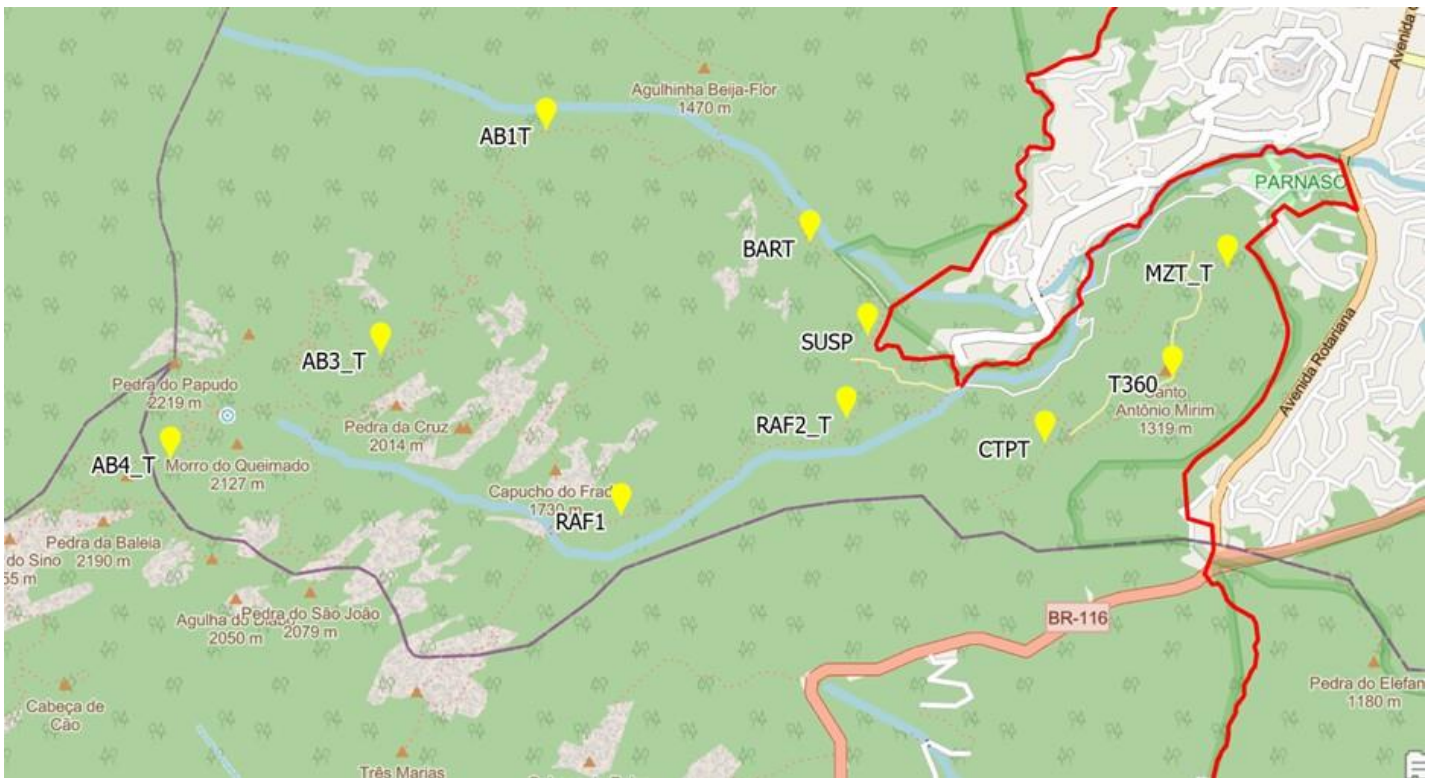 Avenida
Agulhinha Beija-Flor
1470 m
AB1T
PARNASO
BART
MZT_T
SUSP
AB3_T
Pedra do Papudo
2219 m
T360
Santo
Antônio Mirim
1319 m
Avenida Rotariana
Pedra da Cruz
2014 m
RAF2_T
CTPT
AB4_T
Morro do Queimado
2127 m
Capucho do Frad
1730 m
RAF1
Pedra da Baleia
2190 m
do Sino
55 m
Agulha do Diabo
2050 m
Pedra do São João
2079 m
BR-116
Cabeça de
Cão
Pedra do Elefan
1180 m
Três Marias